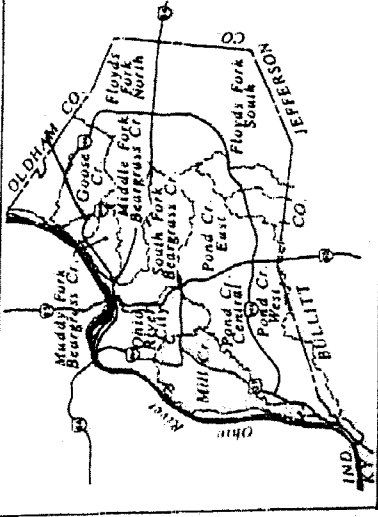 OLDHAM CO.
Floyds
Fork
North
Goose
Cr.
Middle Fork
Beargrass Cr.
Muddy Fork
Beargrass Cr.
South Fork
Beargrass Cr.
Ohio
River
City
Floyds Fork
South
JEFFERSON
CO.
Pond Cr.
East
Mill Cr.
Pond Cr.
Central
Pond Cr.
West
BULLITT
CO.
Ohio
River
IND.
KY.